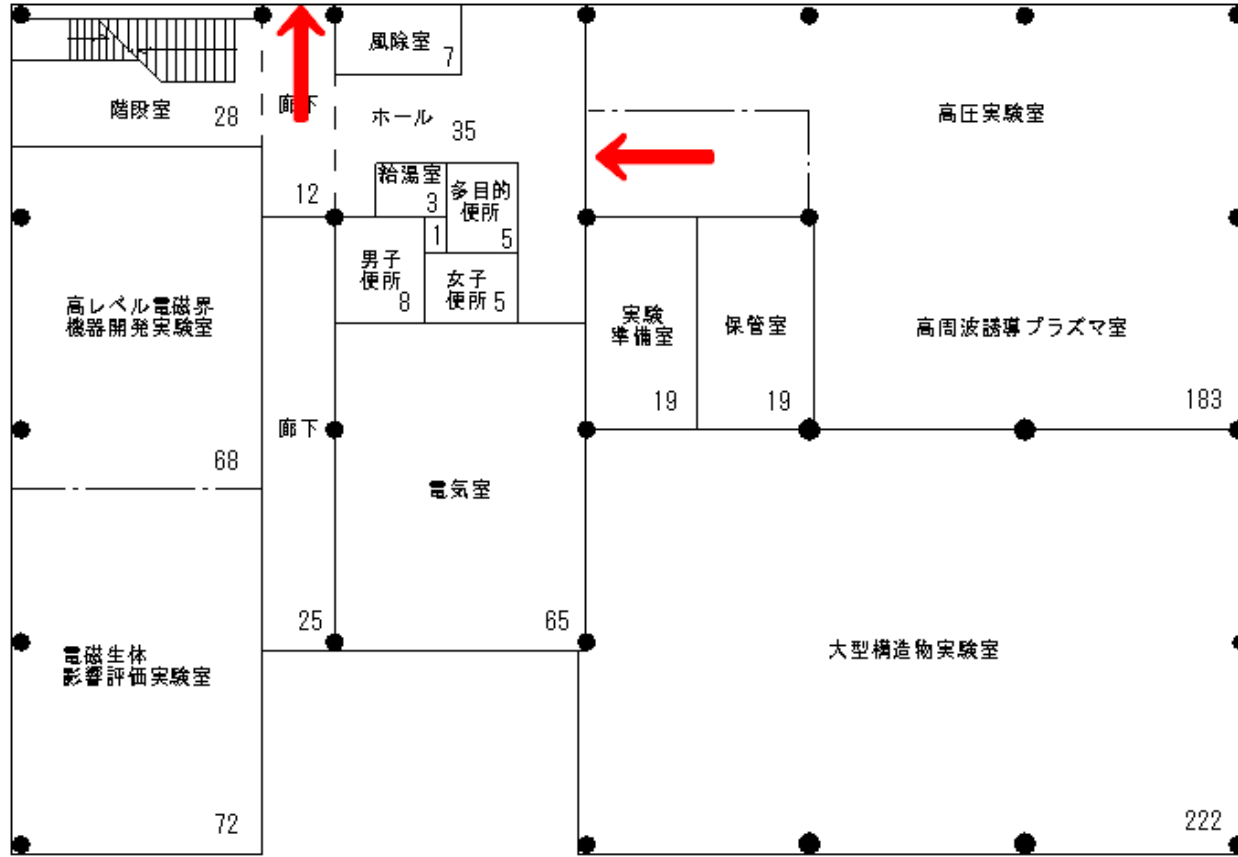 風除室
7
階段室
28
廊下
12
ホール
35
高圧実験室
給湯室
3
多目的
便所
5
1
男子
便所
8
女子
便所 5
高レベル電磁界
機器開発実験室
68
実験
準備室
19
保管室
19
高周波誘導プラズマ室
183
廊下
25
電気室
65
電磁生体
影響評価実験室
72
大型構造物実験室
222